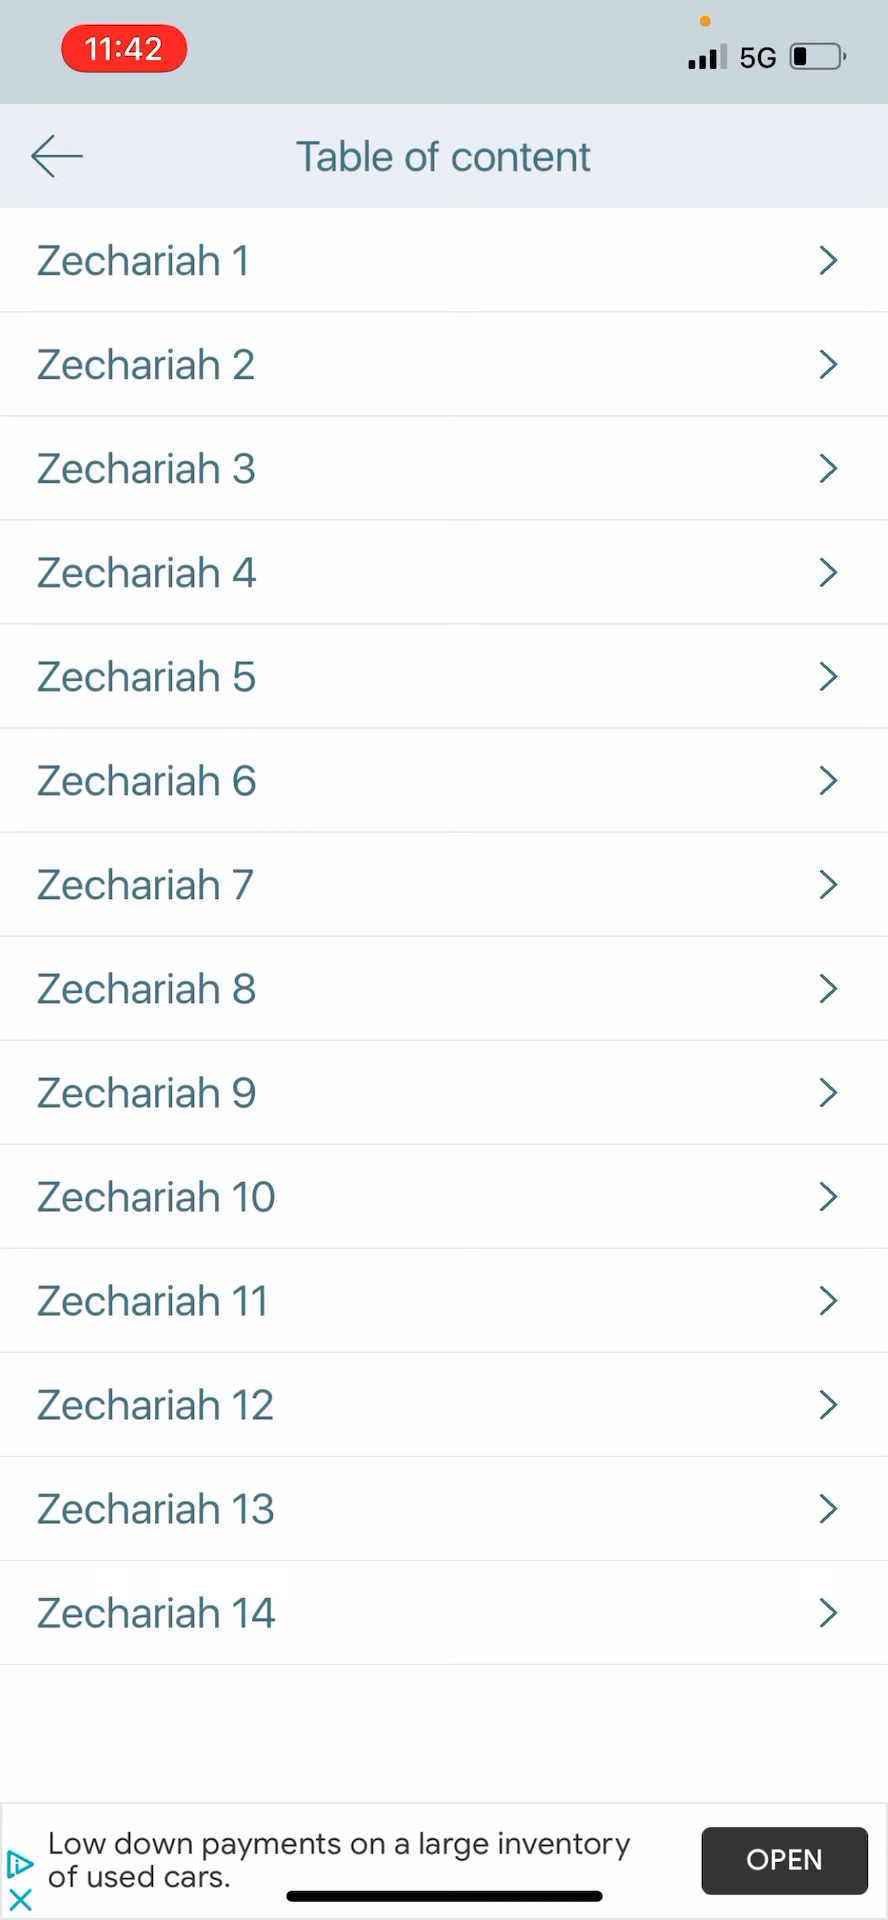 11:42
5G
Table of content
Zechariah 1
Zechariah 2
Zechariah 3
Zechariah 4
Zechariah 5
Zechariah 6
Zechariah 7
Zechariah 8
Zechariah 9
Zechariah 10
Zechariah 11
Zechariah 12
Zechariah 13
Zechariah 14
Low down payments on a large inventory
of used cars.
OPEN